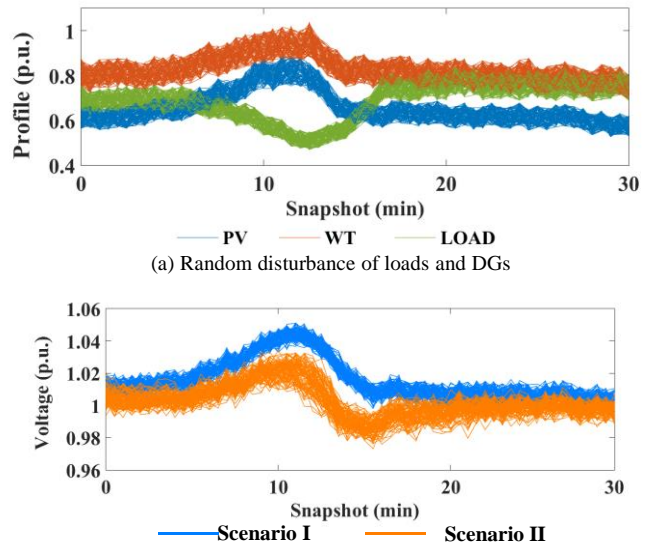 Profile (p.u.)
1
0.8
0.6
0.4
0
10
20
30
Snapshot (min)
PV WT LOAD
(a) Random disturbance of loads and DGs
Voltage (p.u.)
1.06
1.04
1.02
1
0.98
0.96
0
10
20
30
Snapshot (min)
Scenario I Scenario II